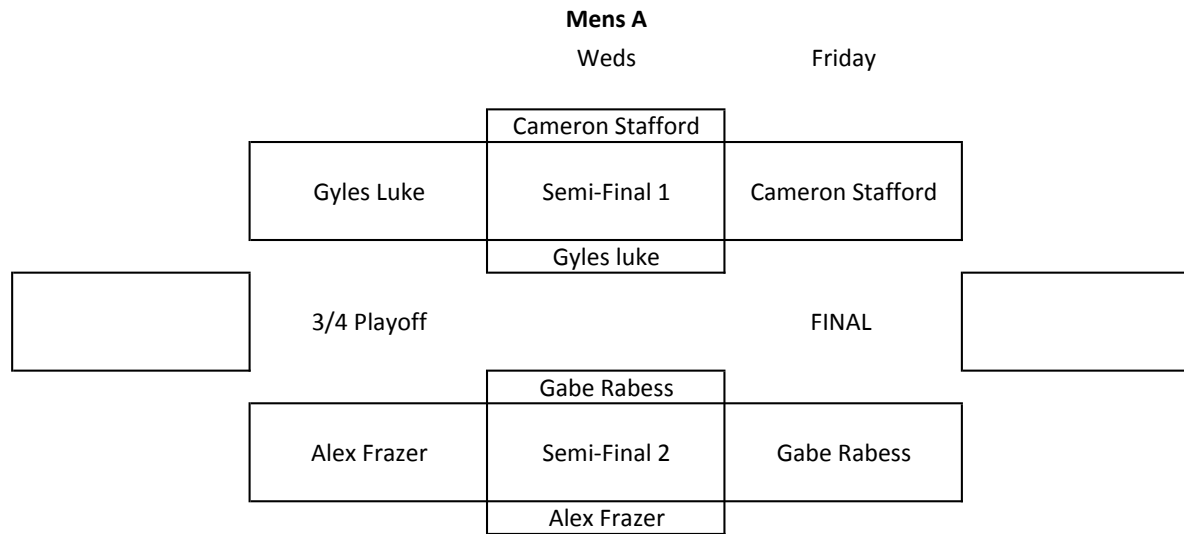 Mens A
Weds Friday
Cameron Stafford
Gyles Luke Semi-Final 1 Cameron Stafford
Gyles luke
3/4 Playoff FINAL
Gabe Rabess
Alex Frazer Semi-Final 2 Gabe Rabess
Alex Frazer